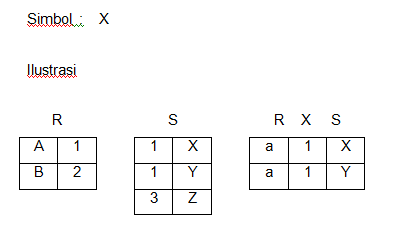 Simbol : X
Ilustrasi
R S R X S
A 1 1 X a 1 X
B 2 1 Y a 1 Y
3 Z